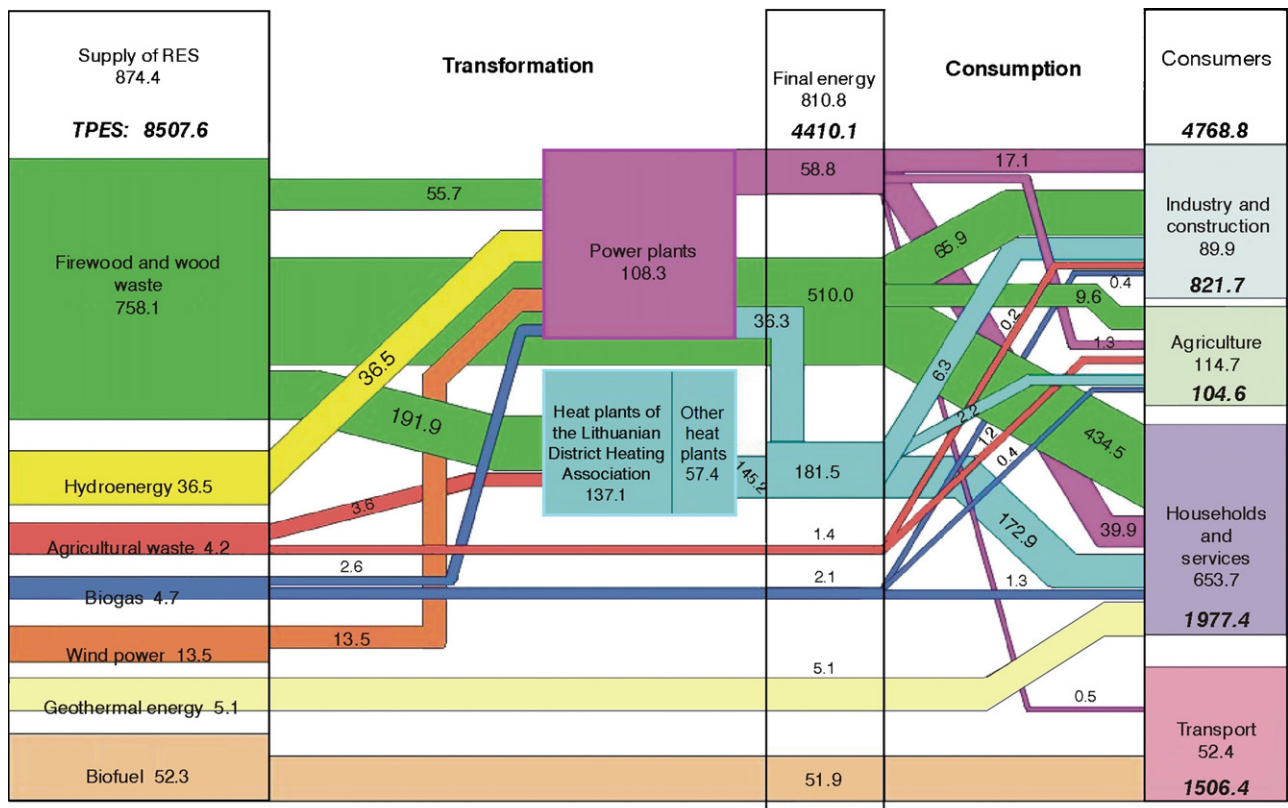 Supply of RES
874.4
TPES: 8507.6
Transformation
Final energy
810.8
4410.1
Consumption
Consumers
4768.8
Firewood and wood
waste
758.1
Hydroenergy 36.5
Agricultural waste 4.2
Biogas 4.7
Wind power 13.5
Geothermal energy 5.1
Biofuel 52.3
55.7
36.5
191.9
3.6
2.6
13.5
Power plants
108.3
Heat plants of
the Lithuanian
District Heating
Association
137.1
Other
heat
plants
57.4
36.3
145.2
58.8
510.0
181.5
1.4
2.1
5.1
51.9
17.1
65.9
0.4
9.6
0.2
1.3
6.3
2.2
1.2
0.4
434.5
39.9
172.9
1.3
0.5
Industry and
construction
89.9
821.7
Agriculture
114.7
104.6
Households
and
services
653.7
1977.4
Transport
52.4
1506.4